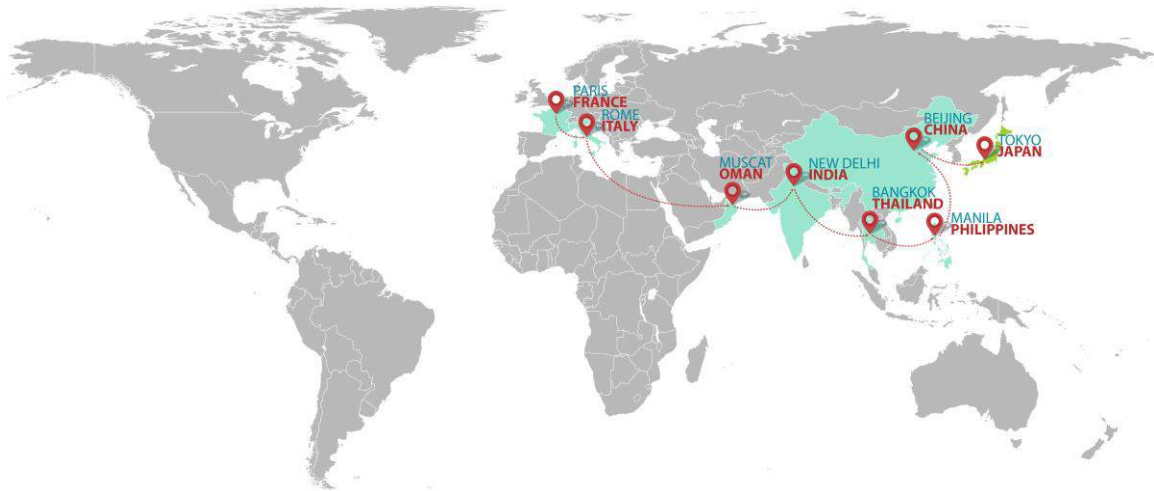 PARIS
FRANCE
ROME
ITALY
MUSCAT
OMAN
NEW DELHI
INDIA
BEIJING
CHINA
TOKYO
JAPAN
BANGKOK
THAILAND
MANILA
PHILIPPINES